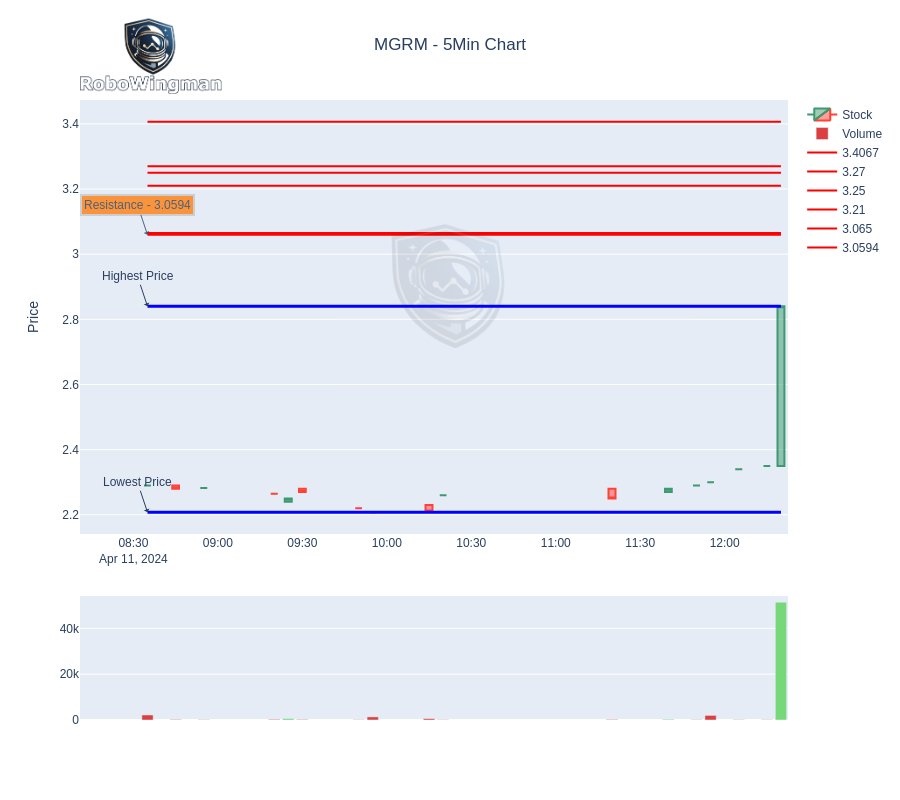 RoboWingman
MGRM - 5Min Chart
Stock
Volume
3.4067
3.27
3.25
3.21
3.065
3.0594
Price
3.4
3.2
3
2.8
2.6
2.4
2.2
Resistance - 3.0594
Highest Price
Lowest Price
08:30
09:00
09:30
10:00
10:30
11:00
11:30
12:00
Apr 11, 2024
40k
20k
0